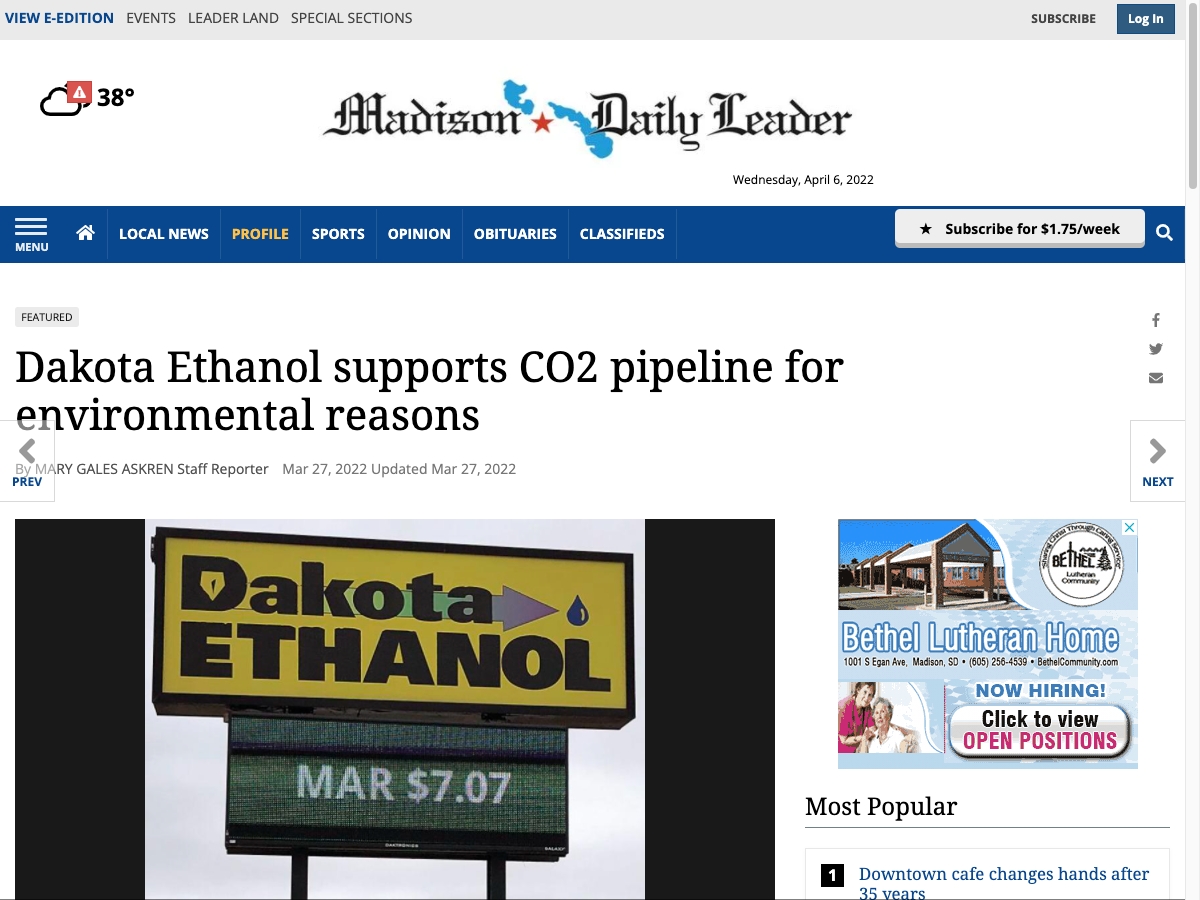 VIEW E-EDITION EVENTS LEADER LAND SPECIAL SECTIONS SUBSCRIBE Log In
38°
Madison Daily Leader
Wednesday, April 6, 2022
MENU LOCAL NEWS PROFILE SPORTS OPINION OBITUARIES CLASSIFIEDS ★ Subscribe for $1.75/week
FEATURED
Dakota Ethanol supports CO2 pipeline for
environmental reasons
By MARY GALES ASKREN Staff Reporter Mar 27, 2022 Updated Mar 27, 2022
PREV
NEXT
Dakota
ETHANOL
MAR $7.07
DAKTRONICS
GALAXY
Sharing Christ Through Caring Service
BETHEL
Lutheran
Community
Bethel Lutheran Home
1001 S Egan Ave, Madison, SD • (605) 256-4539 • BethelCommunity.com
NOW HIRING!
Click to view
OPEN POSITIONS
Most Popular
1 Downtown cafe changes hands after
35 years